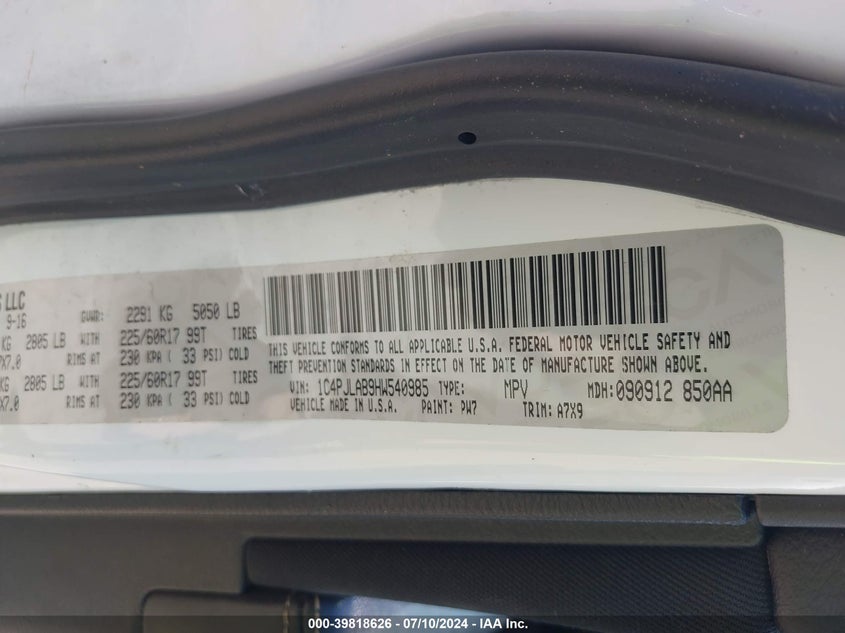 S LLC
9-16 GVWR: 2291 KG 5050 LB
KG 2805 LB WITH 225/60R17 99T TIRES
X7.0 RIMS AT 230 KPA ( 33 PSI) COLD
KG 2805 LB WITH 225/60R17 99T TIRES
X7.0 RIMS AT 230 KPA ( 33 PSI) COLD
THIS VEHICLE CONFORMS TO ALL APPLICABLE U.S.A. FEDERAL MOTOR VEHICLE SAFETY AND
THEFT PREVENTION STANDARDS IN EFFECT ON THE DATE OF MANUFACTURE SHOWN ABOVE.
VIN: 1C4PJLAB9HW540985 TYPE: MPV MDH: 090912 850AA
VEHICLE MADE IN U.S.A. PAINT: PW7 TRIM: A7X9
000-39818626 - 07/10/2024 - IAA Inc.